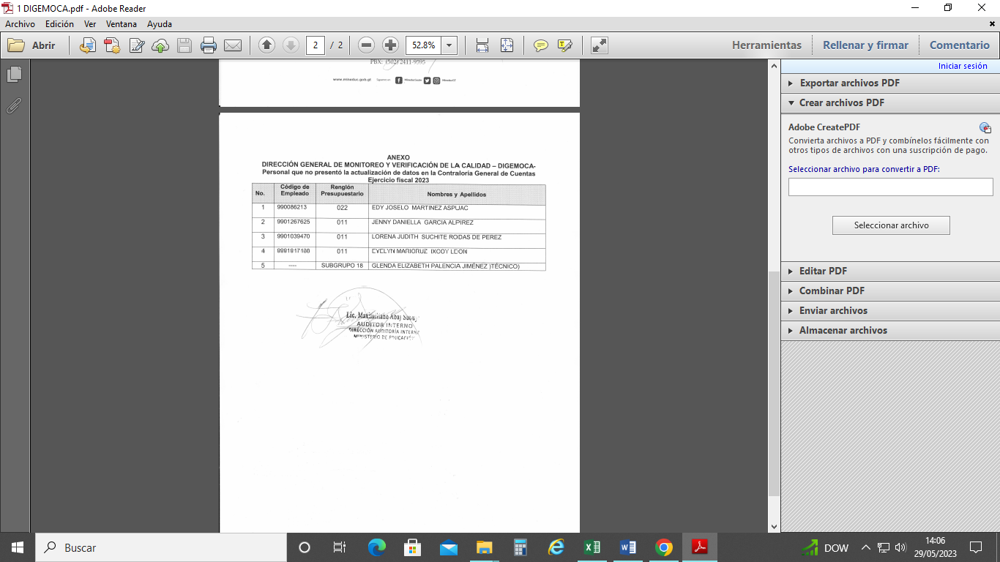 1 DIGEMOCA.pdf - Adobe Reader
Archivo Edición Ver Ventana Ayuda
Abrir 2 / 2 52.8% Herramientas Rellenar y firmar Comentario
Iniciar sesión
Exportar archivos PDF
Crear archivos PDF
Adobe CreatePDF
Convierta archivos a PDF y combínelos fácilmente con
otros tipos de archivos con una suscripción de pago.
Seleccionar archivo para convertir a PDF:
Seleccionar archivo
Editar PDF
Combinar PDF
Enviar archivos
Almacenar archivos
PBX: (502) 2411-9595
www.mineduc.gob.gt
ANEXO
DIRECCIÓN GENERAL DE MONITOREO Y VERIFICACIÓN DE LA CALIDAD – DIGEMOCA-
Personal que no presentó la actualización de datos en la Contraloría General de Cuentas
Ejercicio fiscal 2023
No. Código de Empleado Renglón Presupuestario Nombres y Apellidos
1 990086213 022 EDY JOSELO MARTINEZ ASPUAC
2 9901267625 011 JENNY DANIELLA GARCIA ALPIREZ
3 9901039470 011 LORENA JUDITH SUCHITE RODAS DE PEREZ
4 011 EVELYN MARICRUZ IXCOY LEON
5 ---- SUBGRUPO 18 GLENDA ELIZABETH PALENCIA JIMÉNEZ )TÉCNICO)
Lic. Maximiliano
AUDITOR INTERNO
DIRECCIÓN AUDITORÍA INTERNA
MINISTERIO DE EDUCACIÓN
Buscar
DOW
14:06
29/05/2023